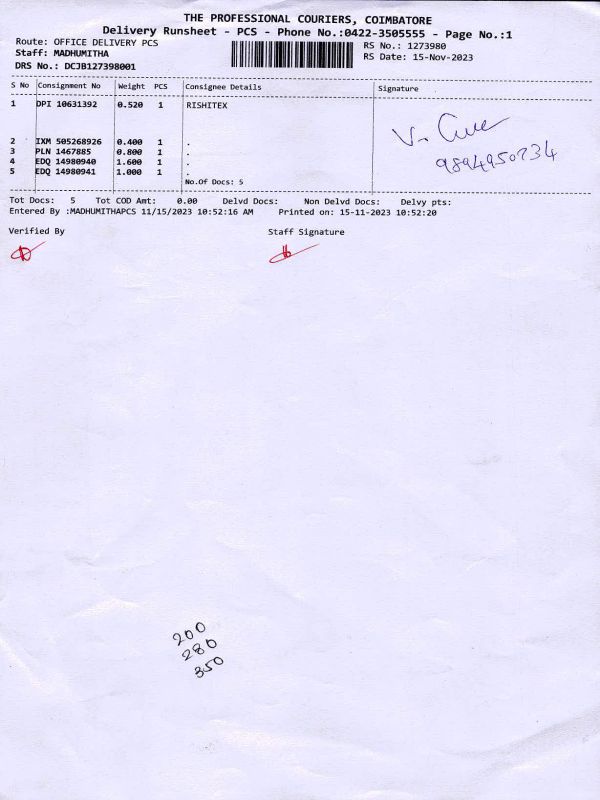 THE PROFESSIONAL COURIERS, COIMBATORE
Delivery Runsheet - PCS - Phone No.:0422-3505555 - Page No.:1
Route: OFFICE DELIVERY PCS
Staff: MADHUMITHA
DRS No.: DCJB127398001
RS No.: 1273980
RS Date: 15-Nov-2023
S No Consignment No Weight PCS Consignee Details Signature
1 DPI 10631392 0.520 1 RISHITEX
2 IXM 505268926 0.400 1 .
3 PLN 1467885 0.800 1 .
4 EDQ 14980940 1.600 1 .
5 EDQ 14980941 1.000 1 .
No.Of Docs: 5
9894950234
Tot Docs: 5 Tot COD Amt: 0.00 Delvd Docs: Non Delvd Docs: Delvy pts:
Entered By :MADHUMITHAPCS 11/15/2023 10:52:16 AM Printed on: 15-11-2023 10:52:20
Verified By Staff Signature
200
280
350